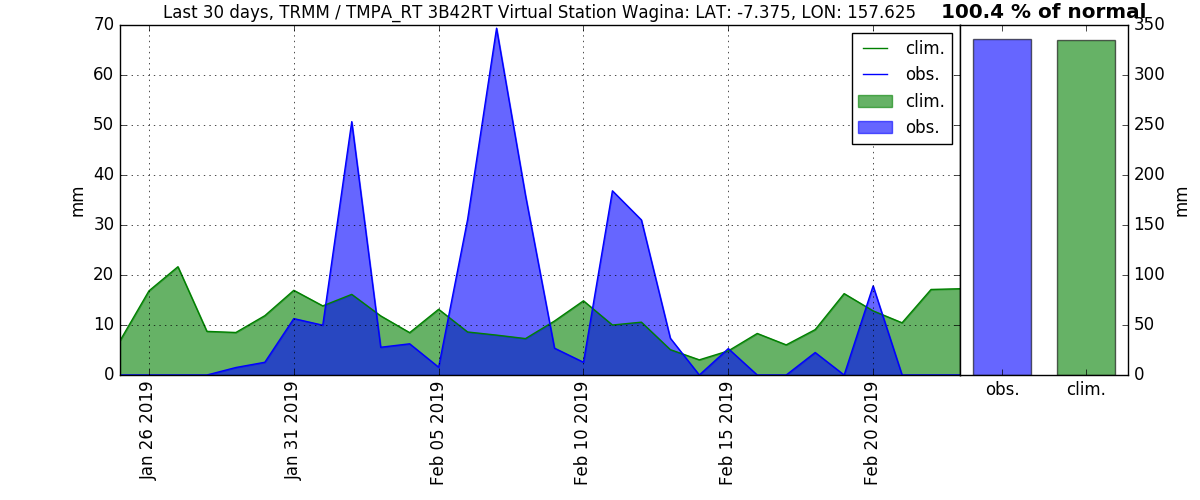 Last 30 days, TRMM / TMPA_RT 3B42RT Virtual Station Wagina: LAT: -7.375, LON: 157.625
100.4 % of normal
70
60
50
40
30
20
10
0
mm
clim.
obs.
clim.
obs.
350
300
250
200
150
100
50
0
mm
Jan 26 2019
Jan 31 2019
Feb 05 2019
Feb 10 2019
Feb 15 2019
Feb 20 2019
obs.
clim.